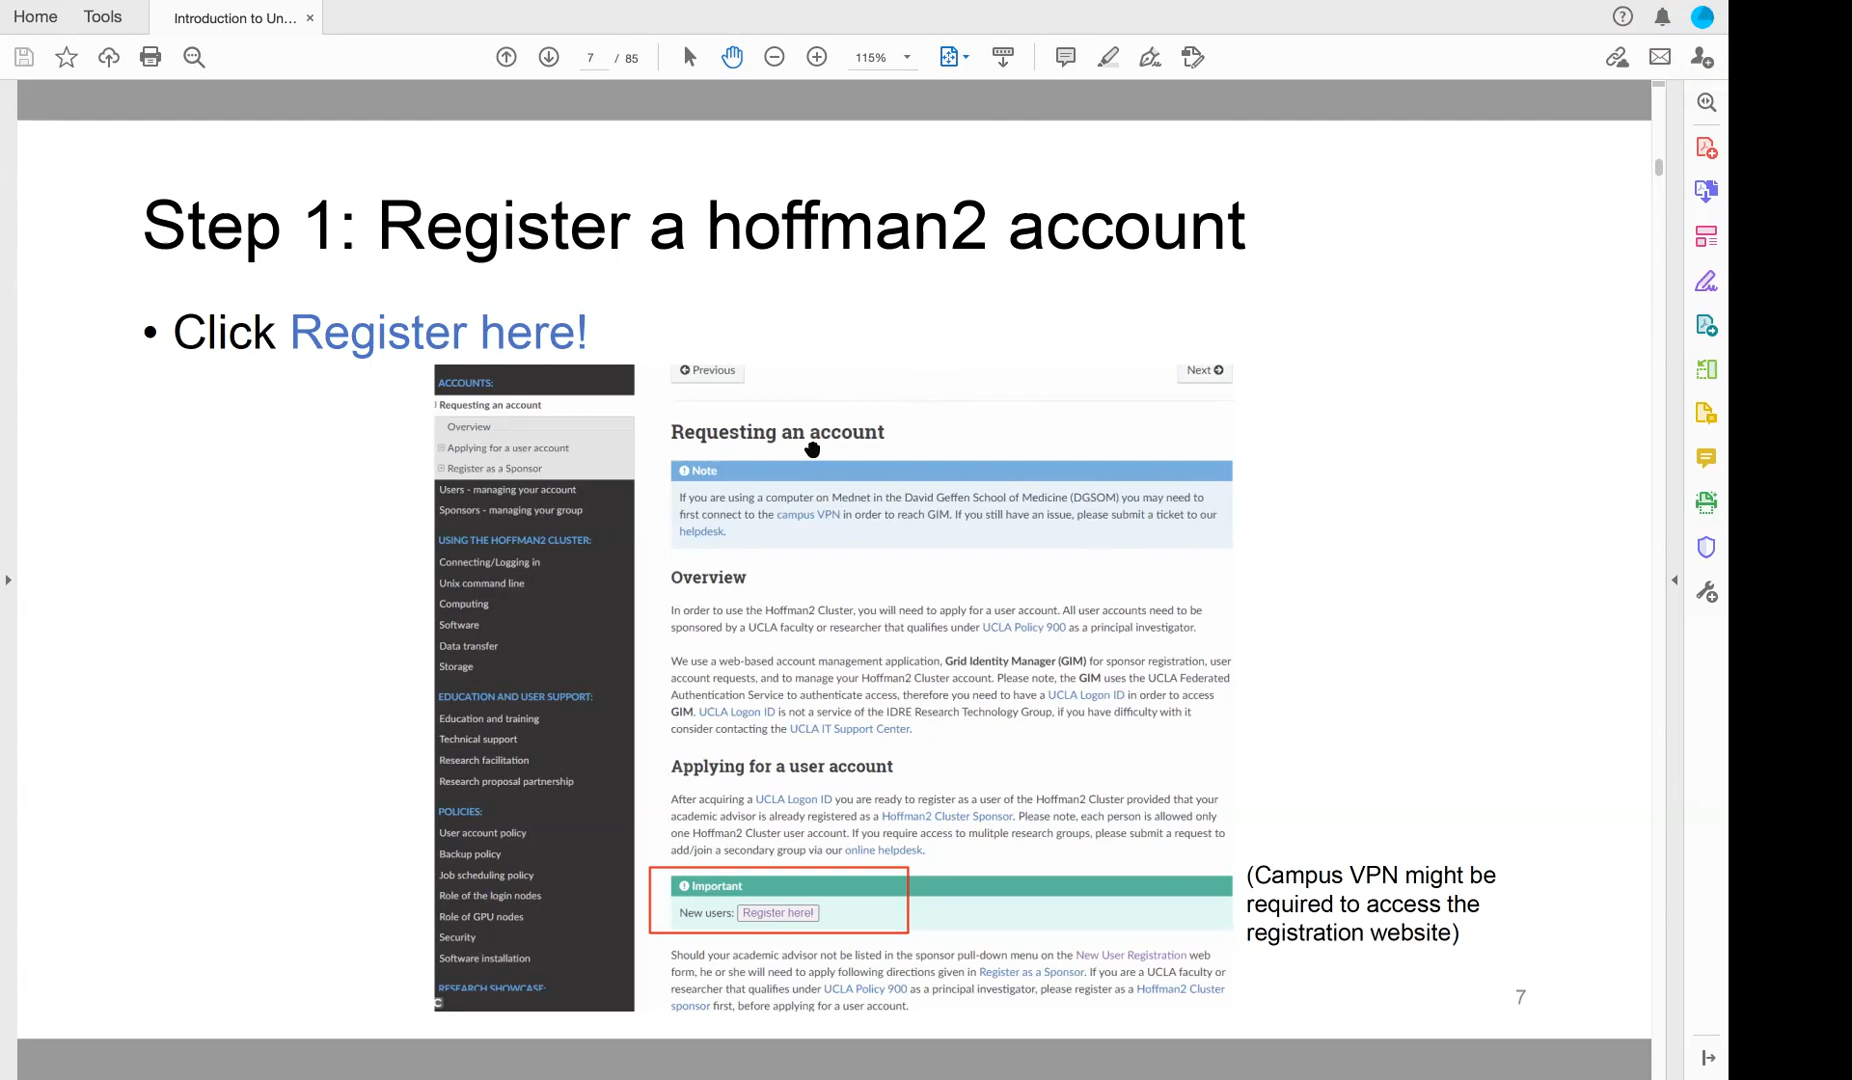 Home Tools Introduction to Un... ×
7 / 85 115%
Step 1: Register a hoffman2 account
• Click Register here!
ACCOUNTS:
Requesting an account
Overview
Applying for a user account
Register as a Sponsor
Users - managing your account
Sponsors - managing your group
USING THE HOFFMAN2 CLUSTER:
Connecting/Logging in
Unix command line
Computing
Software
Data transfer
Storage
EDUCATION AND USER SUPPORT:
Education and training
Technical support
Research facilitation
Research proposal partnership
POLICIES:
User account policy
Backup policy
Job scheduling policy
Role of the login nodes
Role of GPU nodes
Security
Software installation
RESEARCH SHOWCASE:
Previous Next
Requesting an account
Note
If you are using a computer on Mednet in the David Geffen School of Medicine (DGSOM) you may need to
first connect to the campus VPN in order to reach GIM. If you still have an issue, please submit a ticket to our
helpdesk.
Overview
In order to use the Hoffman2 Cluster, you will need to apply for a user account. All user accounts need to be
sponsored by a UCLA faculty or researcher that qualifies under UCLA Policy 900 as a principal investigator.
We use a web-based account management application, Grid Identity Manager (GIM) for sponsor registration, user
account requests, and to manage your Hoffman2 Cluster account. Please note, the GIM uses the UCLA Federated
Authentication Service to authenticate access, therefore you need to have a UCLA Logon ID in order to access
GIM. UCLA Logon ID is not a service of the IDRE Research Technology Group, if you have difficulty with it
consider contacting the UCLA IT Support Center.
Applying for a user account
After acquiring a UCLA Logon ID you are ready to register as a user of the Hoffman2 Cluster provided that your
academic advisor is already registered as a Hoffman2 Cluster Sponsor. Please note, each person is allowed only
one Hoffman2 Cluster user account. If you require access to mulitple research groups, please submit a request to
add/join a secondary group via our online helpdesk.
Important
New users: Register here!
Should your academic advisor not be listed in the sponsor pull-down menu on the New User Registration web
form, he or she will need to apply following directions given in Register as a Sponsor. If you are a UCLA faculty or
researcher that qualifies under UCLA Policy 900 as a principal investigator, please register as a Hoffman2 Cluster
sponsor first, before applying for a user account.
(Campus VPN might be
required to access the
registration website)
7